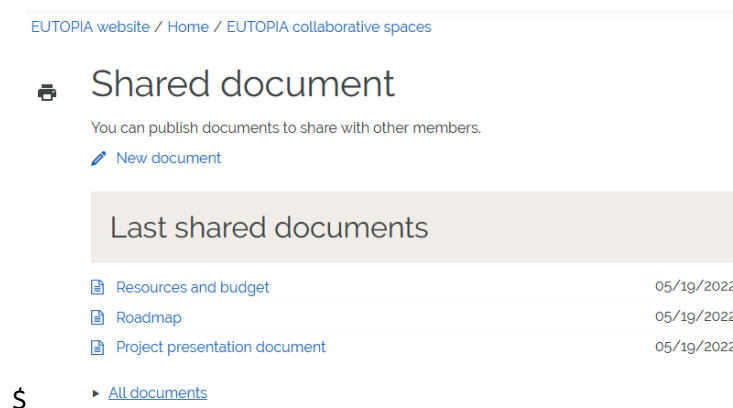 EUTOPIA website / Home / EUTOPIA collaborative spaces
Shared document
You can publish documents to share with other members.
New document
Last shared documents
Resources and budget 05/19/2022
Roadmap 05/19/2022
Project presentation document 05/19/2022
$ ▸ All documents